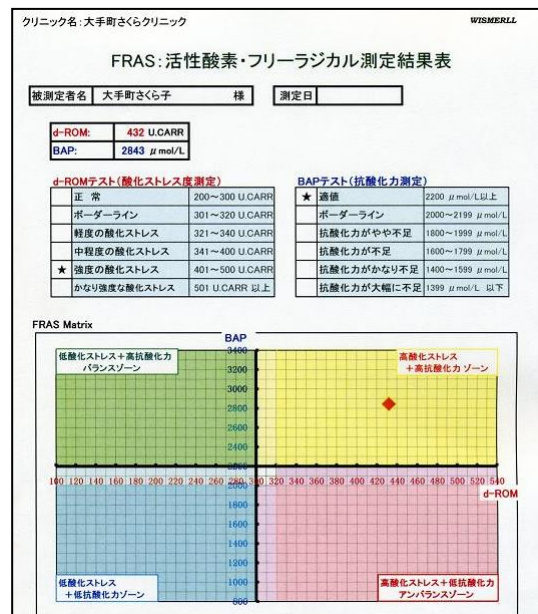 クリニック名:大手町さくらクリニック WISMERLL
FRAS:活性酸素・フリーラジカル測定結果表
被測定者名 大手町さくら子 様 測定日
d-ROM: 432 U.CARR
BAP: 2843 μmol/L
d-ROMテスト(酸化ストレス度測定) BAPテスト(抗酸化力測定)
正 常 200~300 U.CARR ★ 適値 2200 μmol/L以上
ボーダーライン 301~320 U.CARR ボーダーライン 2000~2199 μmol/L
軽度の酸化ストレス 321~340 U.CARR 抗酸化力がやや不足 1800~1999 μmol/L
中程度の酸化ストレス 341~400 U.CARR 抗酸化力が不足 1600~1799 μmol/L
★ 強度の酸化ストレス 401~500 U.CARR 抗酸化力がかなり不足 1400~1599 μmol/L
かなり強度な酸化ストレス 501 U.CARR 以上 抗酸化力が大幅に不足 1399 μmol/L 以下
FRAS Matrix
BAP
低酸化ストレス+高抗酸化力
バランスゾーン
高酸化ストレス
+高抗酸化力 ゾーン
3400
3200
3000
2800
2600
2400
2200
100 120 140 160 180 200 220 240 260 280 300 320 340 360 380 400 420 440 460 480 500 520 540
d-ROM
2000
1800
1600
1400
1200
1000
800
低酸化ストレス
+低抗酸化力ゾーン
高酸化ストレス+低抗酸化力
アンバランスゾーン